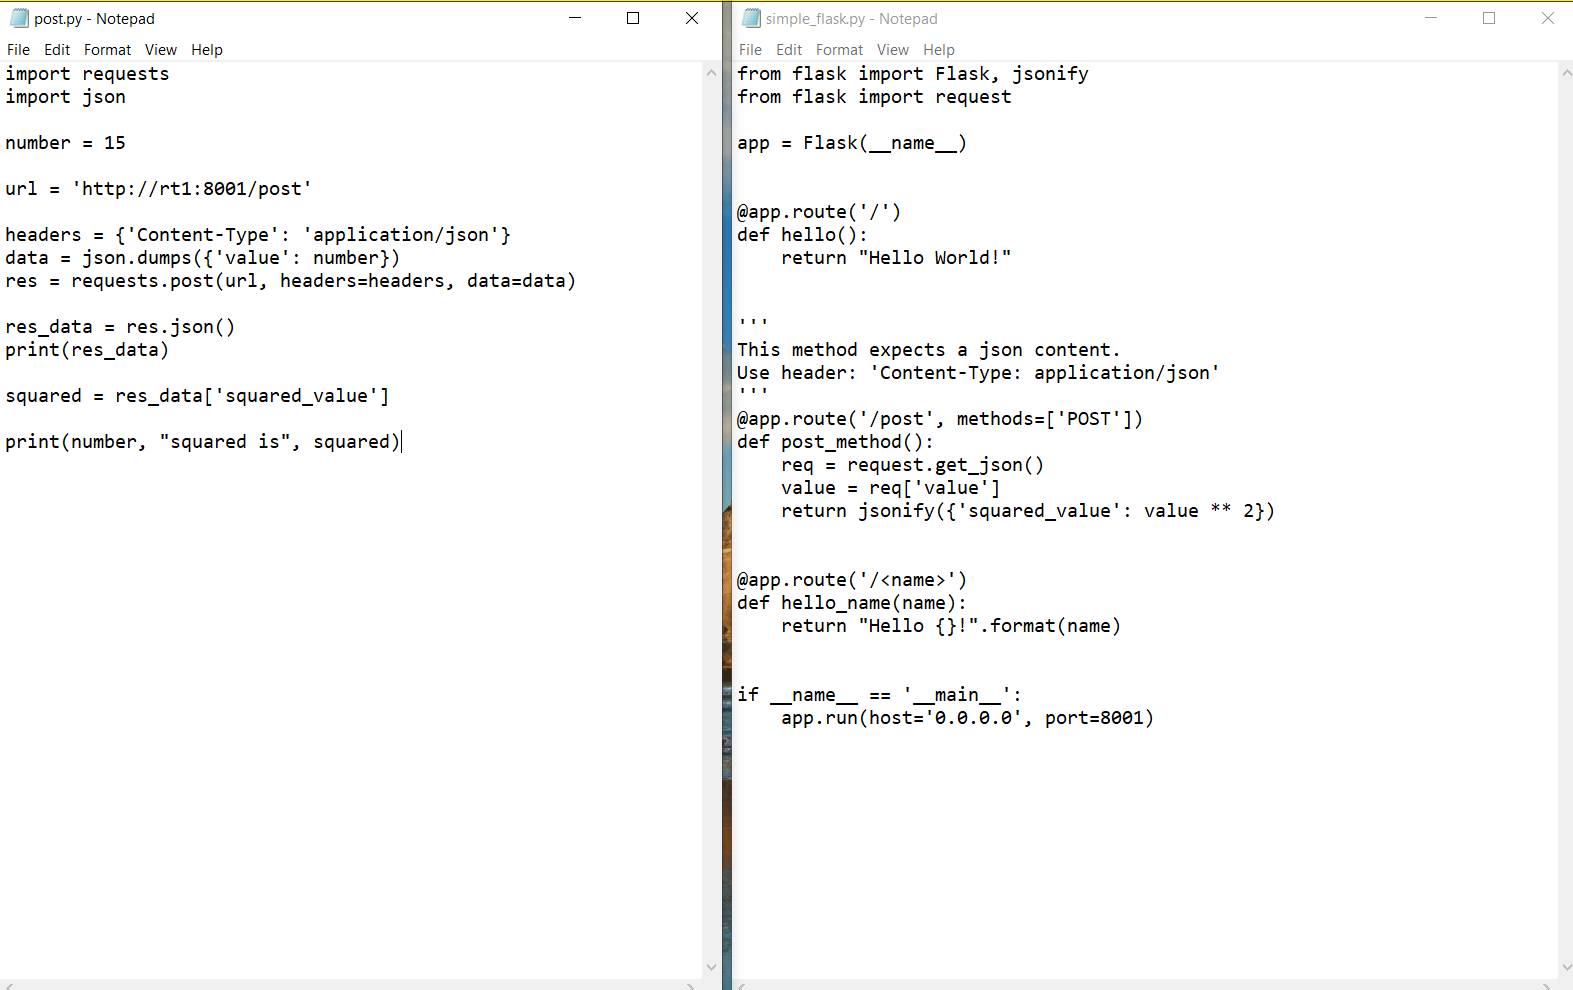 post.py - Notepad
File Edit Format View Help
import requests
import json
number = 15
url = 'http://rt1:8001/post'
headers = {'Content-Type': 'application/json'}
data = json.dumps({'value': number})
res = requests.post(url, headers=headers, data=data)
res_data = res.json()
print(res_data)
squared = res_data['squared_value']
print(number, "squared is", squared)
simple_flask.py - Notepad
File Edit Format View Help
from flask import Flask, jsonify
from flask import request
app = Flask(__name__)
@app.route('/')
def hello():
    return "Hello World!"
'''
This method expects a json content.
Use header: 'Content-Type: application/json'
'''
@app.route('/post', methods=['POST'])
def post_method():
    req = request.get_json()
    value = req['value']
    return jsonify({'squared_value': value ** 2})
@app.route('/<name>')
def hello_name(name):
    return "Hello {}!".format(name)
if __name__ == '__main__':
    app.run(host='0.0.0.0', port=8001)